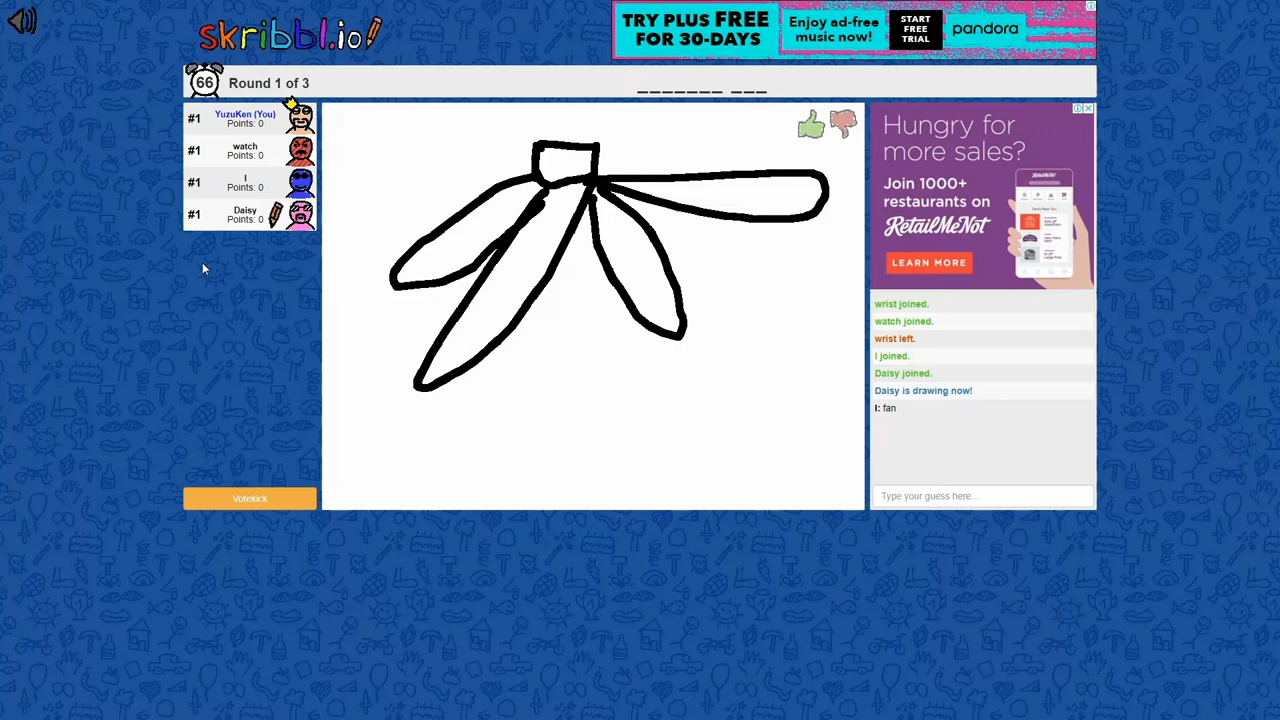 skribbl.io
TRY PLUS FREE
FOR 30-DAYS
Enjoy ad-free
music now!
START
FREE
TRIAL
pandora
66
Round 1 of 3
_______ ___
#1
YuzuKen (You)
Points: 0
#1
watch
Points: 0
#1
I
Points: 0
#1
Daisy
Points: 0
Votekick
Hungry for
more sales?
Join 1000+
restaurants on
RetailMeNot
LEARN MORE
wrist joined.
watch joined.
wrist left.
I joined.
Daisy joined.
Daisy is drawing now!
I: fan
Type your guess here...